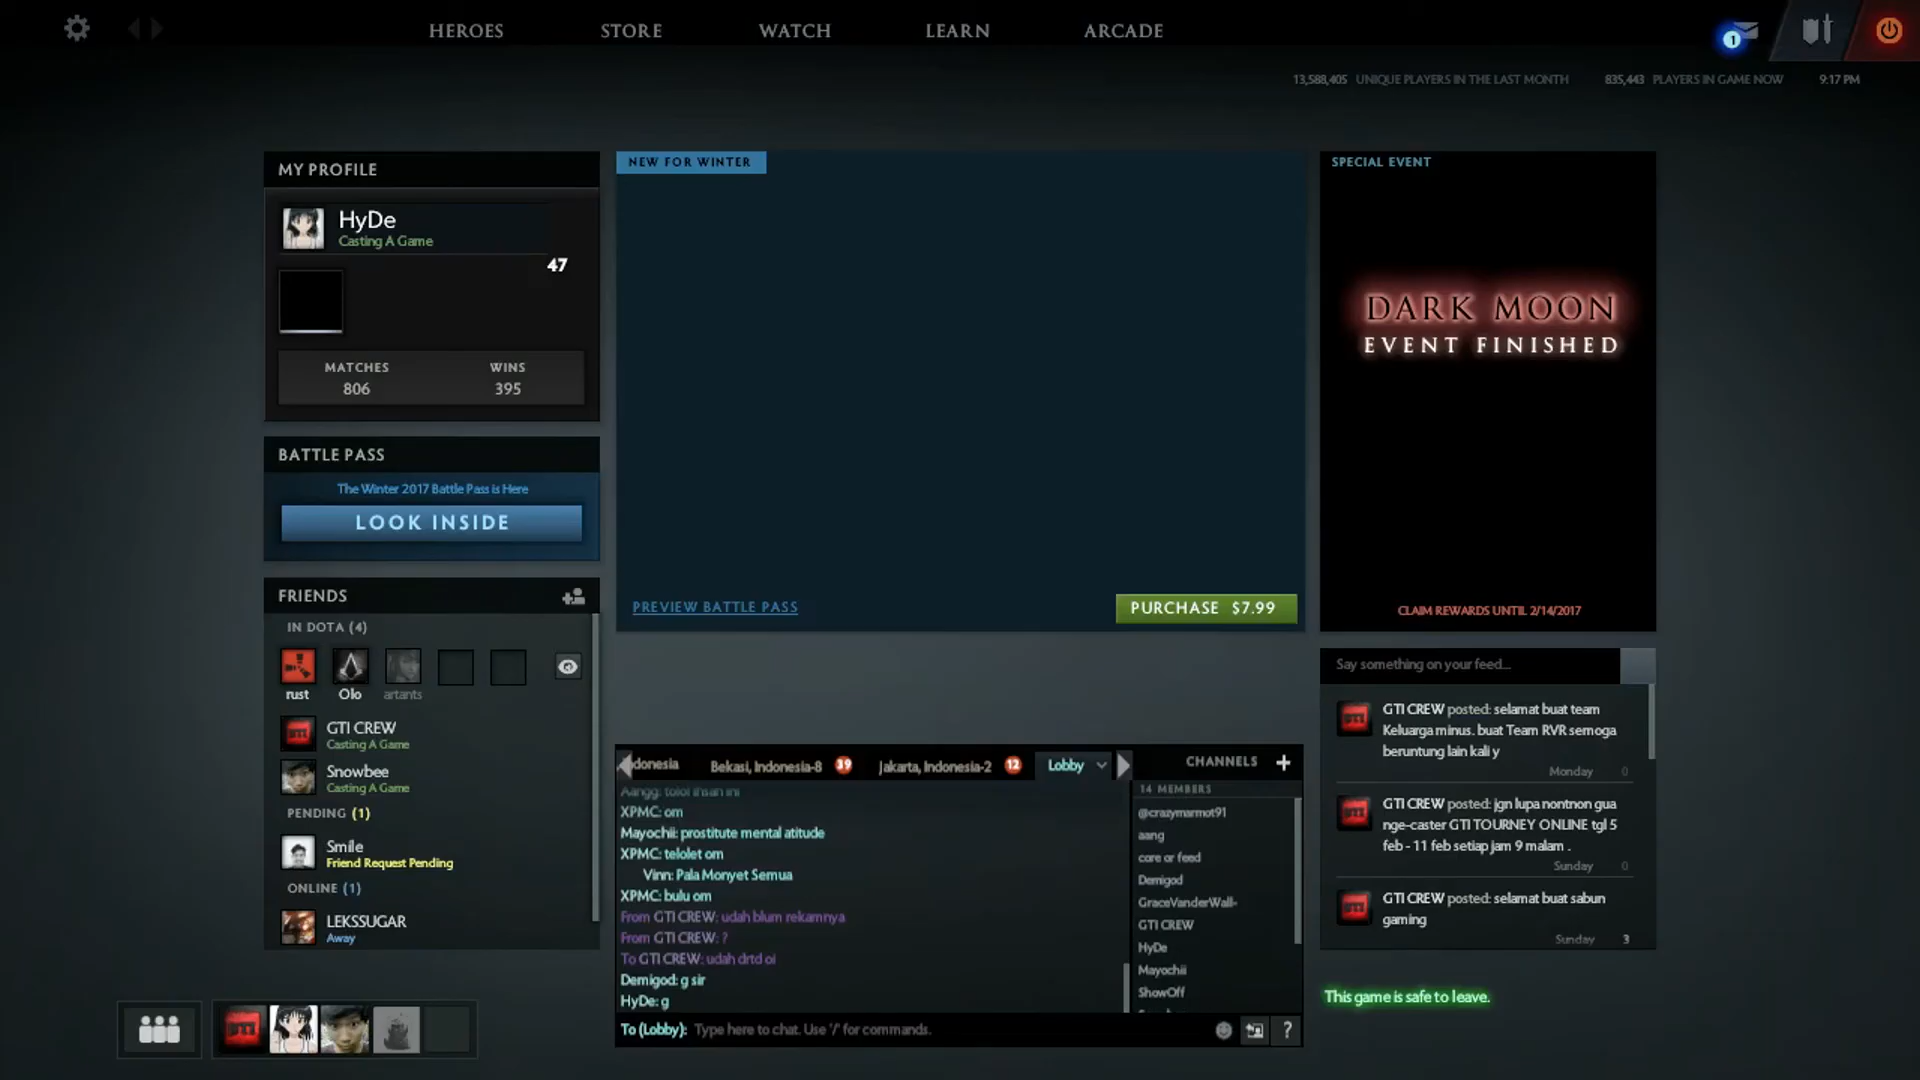 HEROES
STORE
WATCH
LEARN
ARCADE
1
13,588,405 UNIQUE PLAYERS IN THE LAST MONTH
835,443 PLAYERS IN GAME NOW
9:17 PM
MY PROFILE
HyDe
Casting A Game
47
MATCHES
806
WINS
395
BATTLE PASS
The Winter 2017 Battle Pass is Here
LOOK INSIDE
FRIENDS
IN DOTA (4)
rust
Olo
artants
GTI CREW
Casting A Game
Snowbee
Casting A Game
PENDING (1)
Smile
Friend Request Pending
ONLINE (1)
LEKSSUGAR
Away
NEW FOR WINTER
PREVIEW BATTLE PASS
PURCHASE $7.99
SPECIAL EVENT
DARK MOON
EVENT FINISHED
CLAIM REWARDS UNTIL 2/14/2017
donesia
Bekasi, Indonesia-8 39
Jakarta, Indonesia-2 12
Lobby
Aangg: tolol ihsan ini
XPMC: om
Mayochii: prostitute mental atitude
XPMC: telolet om
Vinn: Pala Monyet Semua
XPMC: bulu om
From GTI CREW: udah blum rekamnya
From GTI CREW: ?
To GTI CREW: udah drtd oi
Demigod: g sir
HyDe: g
To (Lobby): Type here to chat. Use '/' for commands.
?
CHANNELS +
14 MEMBERS
@crazymarmot91
aang
core or feed
Demigod
GraceVanderWall-
GTI CREW
HyDe
Mayochii
ShowOff
Say something on your feed...
GTI CREW posted: selamat buat team
Keluarga minus. buat Team RVR semoga
beruntung lain kali y
Monday 0
GTI CREW posted: jgn lupa nontnon gua
nge-caster GTI TOURNEY ONLINE tgl 5
feb - 11 feb setiap jam 9 malam .
Sunday 0
GTI CREW posted: selamat buat sabun
gaming
Sunday 3
This game is safe to leave.